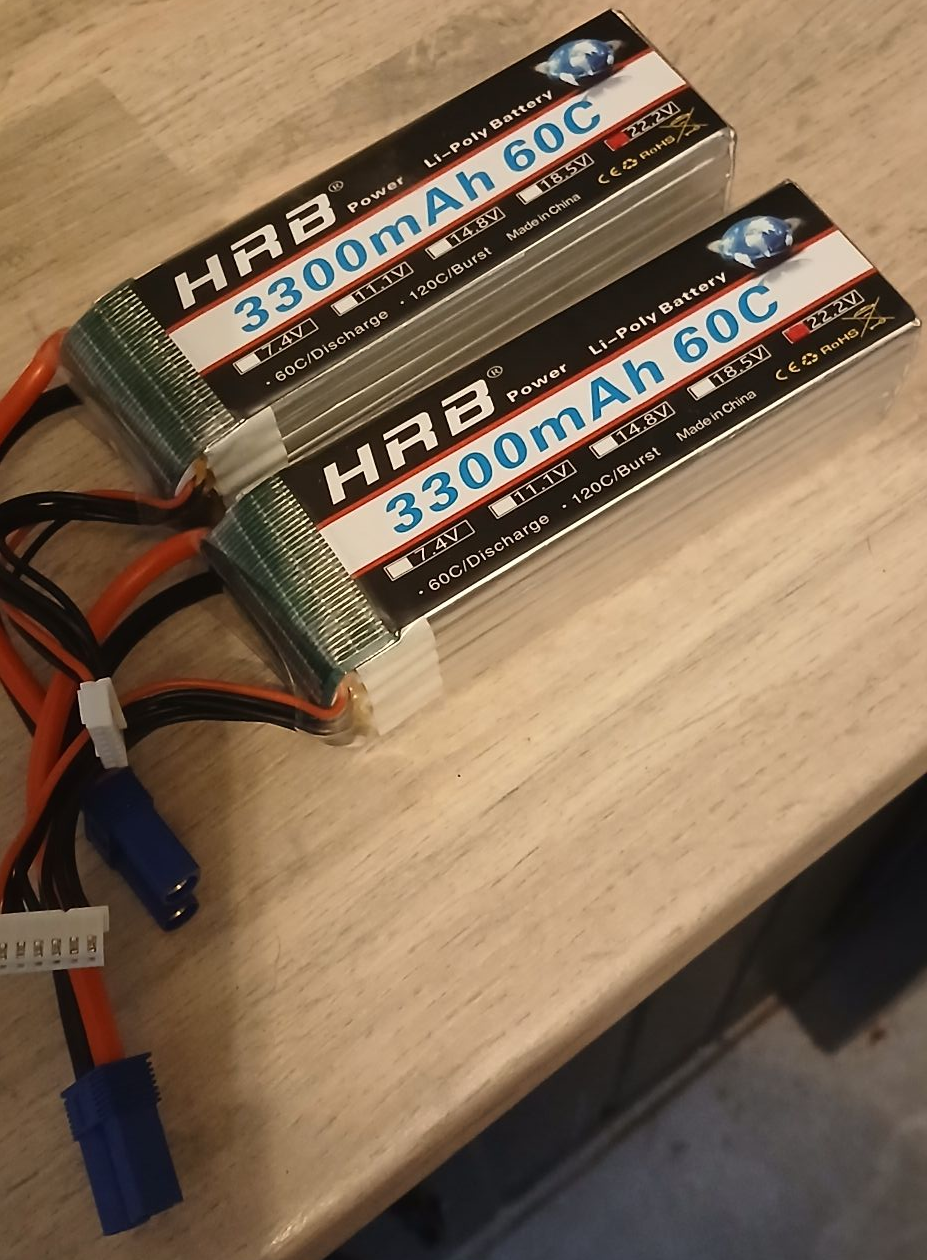 HRB® Power Li-Poly Battery
3300mAh 60C
7.4V 11.1V 14.8V 18.5V 22.2V
· 60C/Discharge · 120C/Burst Made in China CE RoHS
HRB® Power Li-Poly Battery
3300mAh 60C
7.4V 11.1V 14.8V 18.5V 22.2V
· 60C/Discharge · 120C/Burst Made in China CE RoHS